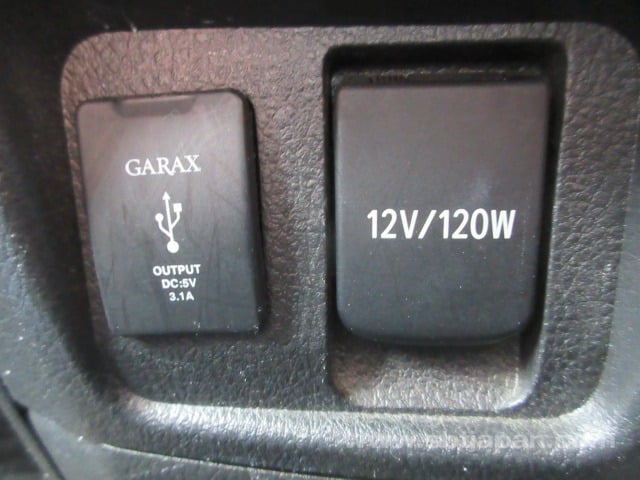 GARAX
OUTPUT
DC:5V
3.1A
12V/120W